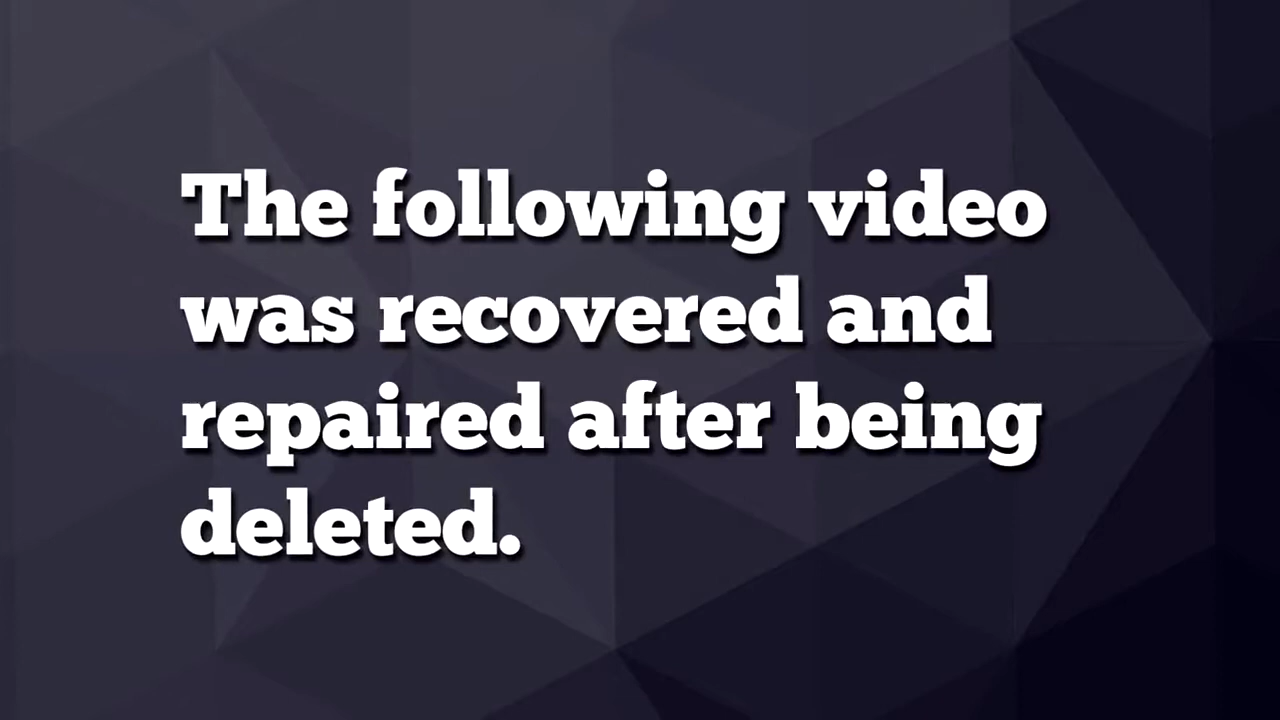 The following video
was recovered and
repaired after being
deleted.